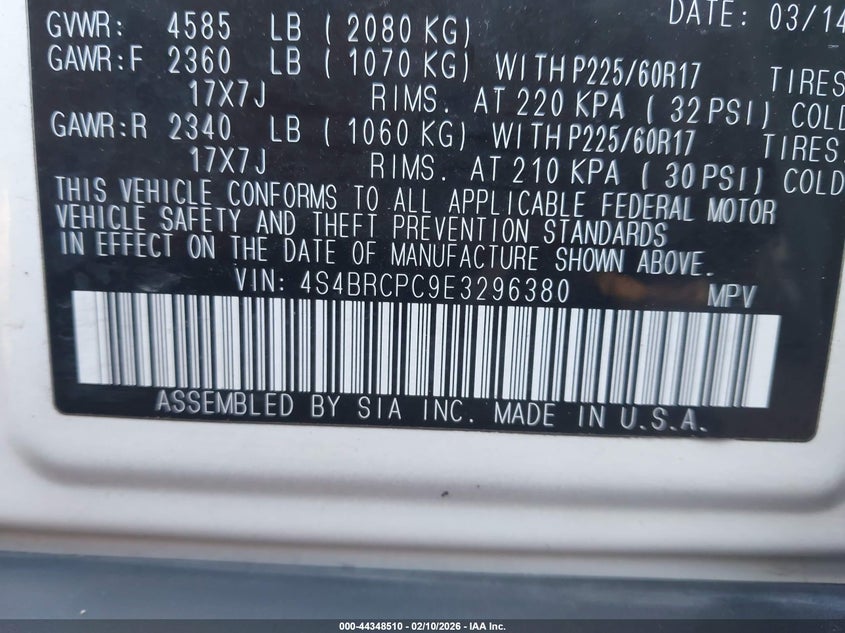 DATE: 03/14
GVWR: 4585 LB ( 2080 KG)
GAWR:F 2360 LB ( 1070 KG) WITH P225/60R17 TIRES
17X7J RIMS. AT 220 KPA ( 32 PSI) COLD
GAWR:R 2340 LB ( 1060 KG) WITH P225/60R17 TIRES
17X7J RIMS. AT 210 KPA ( 30 PSI) COLD
THIS VEHICLE CONFORMS TO ALL APPLICABLE FEDERAL MOTOR
VEHICLE SAFETY AND THEFT PREVENTION STANDARDS
IN EFFECT ON THE DATE OF MANUFACTURE SHOWN ABOVE.
VIN: 4S4BRCPC9E3296380 MPV
ASSEMBLED BY SIA INC. MADE IN U.S.A.
000-44348510 - 02/10/2026 - IAA Inc.